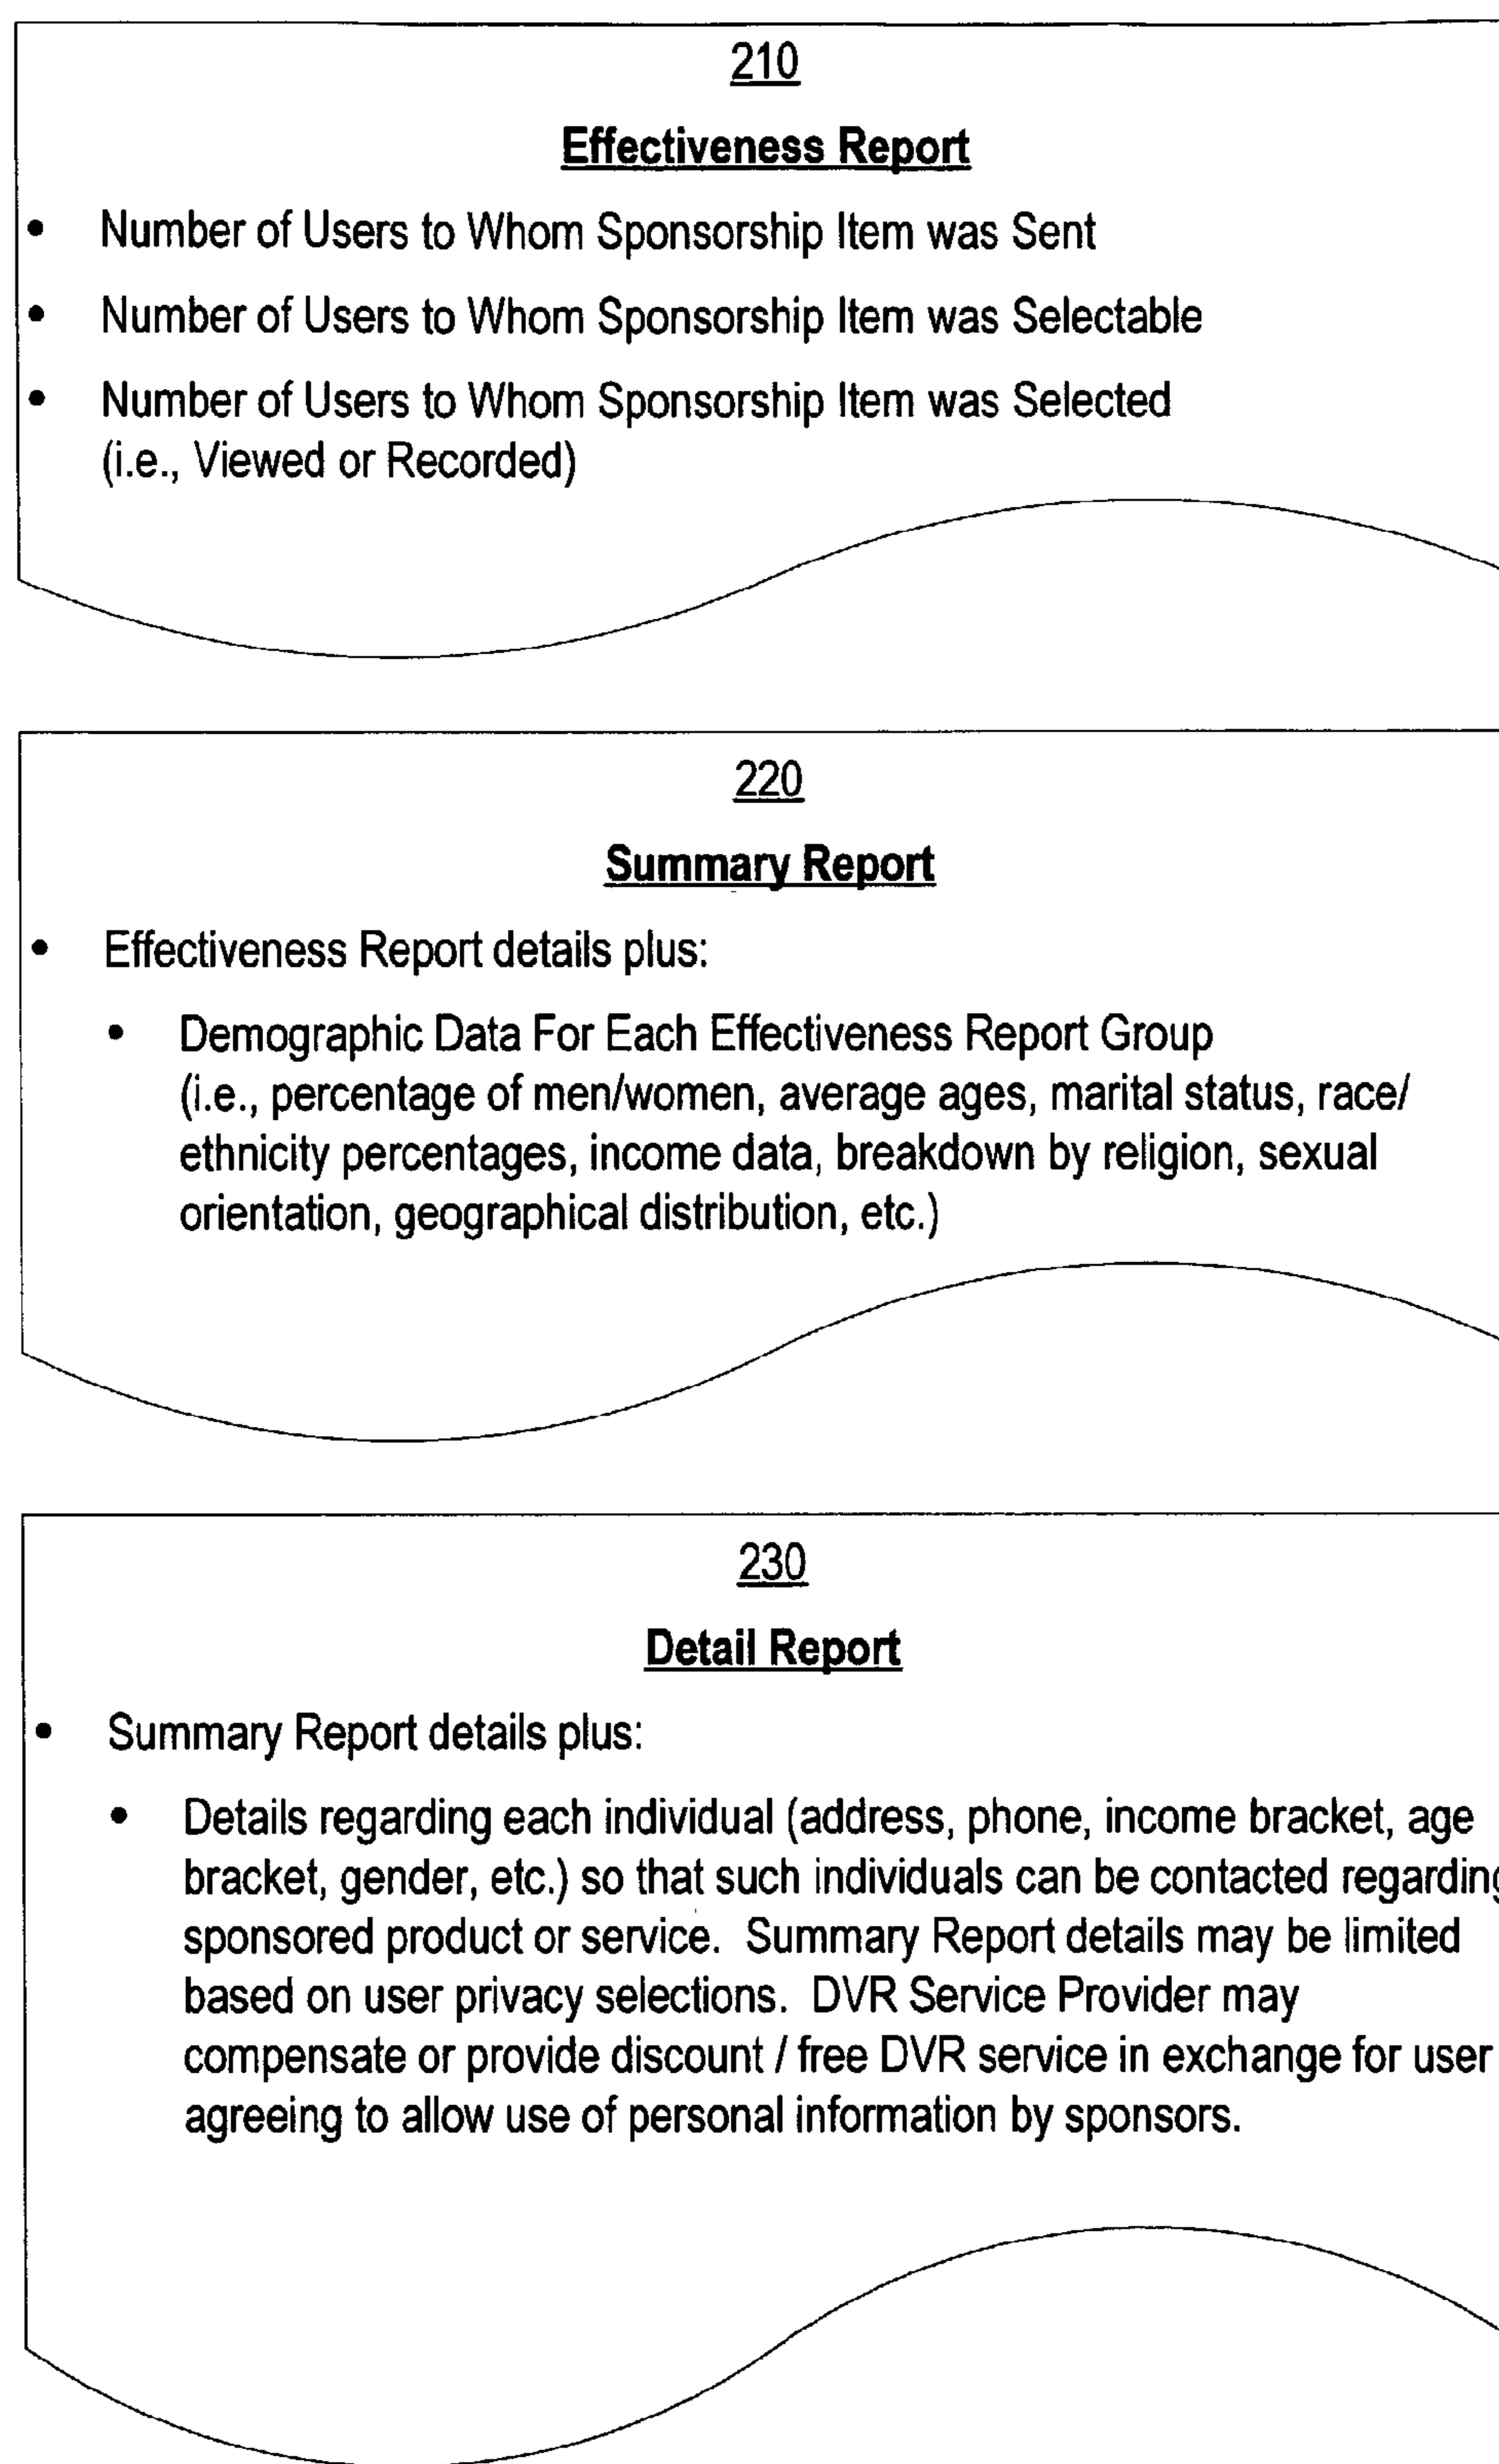 210
Effectiveness Report
• Number of Users to Whom Sponsorship Item was Sent
• Number of Users to Whom Sponsorship Item was Selectable
• Number of Users to Whom Sponsorship Item was Selected
(i.e., Viewed or Recorded)
220
Summary Report
• Effectiveness Report details plus:
• Demographic Data For Each Effectiveness Report Group
(i.e., percentage of men/women, average ages, marital status, race/
ethnicity percentages, income data, breakdown by religion, sexual
orientation, geographical distribution, etc.)
230
Detail Report
• Summary Report details plus:
• Details regarding each individual (address, phone, income bracket, age
bracket, gender, etc.) so that such individuals can be contacted regarding
sponsored product or service. Summary Report details may be limited
based on user privacy selections. DVR Service Provider may
compensate or provide discount / free DVR service in exchange for user
agreeing to allow use of personal information by sponsors.